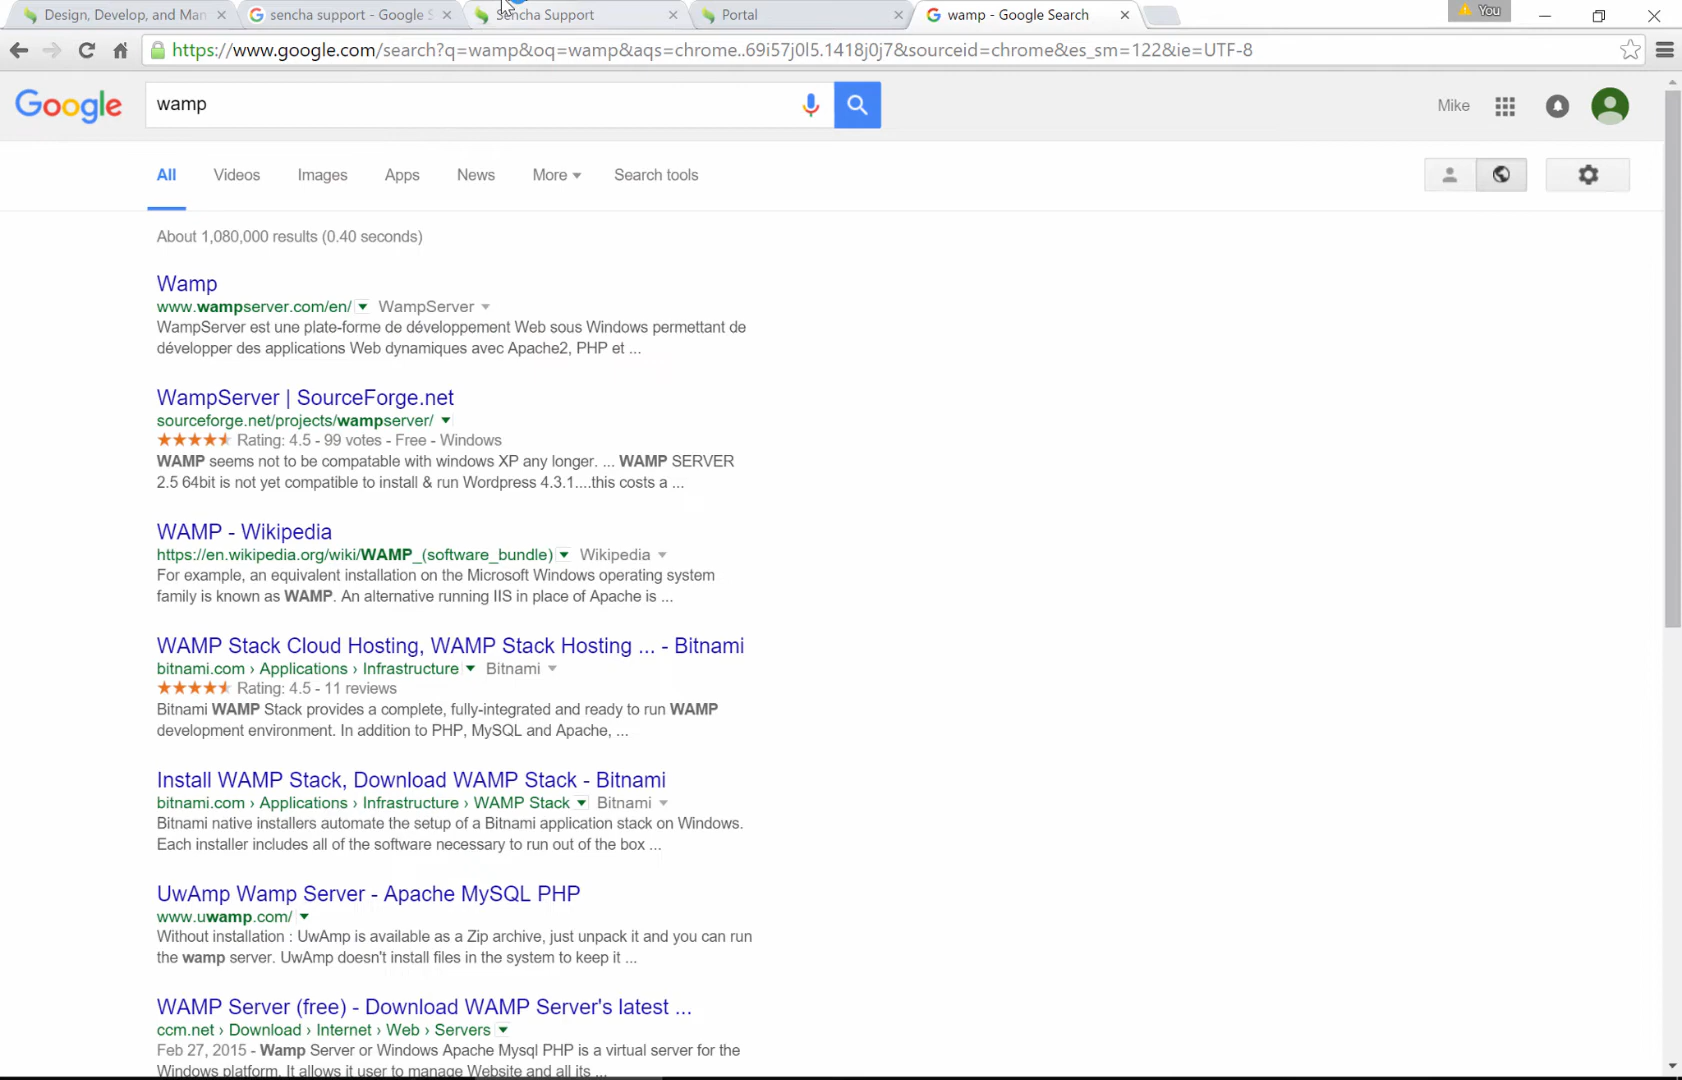 Design, Develop, and Man
sencha support - Google S
Sencha Support
Portal
wamp - Google Search
You
https://www.google.com/search?q=wamp&oq=wamp&aqs=chrome..69i57j0l5.1418j0j7&sourceid=chrome&es_sm=122&ie=UTF-8
Google
wamp
Mike
All
Videos
Images
Apps
News
More
Search tools
About 1,080,000 results (0.40 seconds)
Wamp
www.wampserver.com/en/ WampServer
WampServer est une plate-forme de développement Web sous Windows permettant de
développer des applications Web dynamiques avec Apache2, PHP et ...
WampServer | SourceForge.net
sourceforge.net/projects/wampserver/
Rating: 4.5 - 99 votes - Free - Windows
WAMP seems not to be compatable with windows XP any longer. ... WAMP SERVER
2.5 64bit is not yet compatible to install & run Wordpress 4.3.1....this costs a ...
WAMP - Wikipedia
https://en.wikipedia.org/wiki/WAMP_(software_bundle) Wikipedia
For example, an equivalent installation on the Microsoft Windows operating system
family is known as WAMP. An alternative running IIS in place of Apache is ...
WAMP Stack Cloud Hosting, WAMP Stack Hosting ... - Bitnami
bitnami.com › Applications › Infrastructure Bitnami
Rating: 4.5 - 11 reviews
Bitnami WAMP Stack provides a complete, fully-integrated and ready to run WAMP
development environment. In addition to PHP, MySQL and Apache, ...
Install WAMP Stack, Download WAMP Stack - Bitnami
bitnami.com › Applications › Infrastructure › WAMP Stack Bitnami
Bitnami native installers automate the setup of a Bitnami application stack on Windows.
Each installer includes all of the software necessary to run out of the box ...
UwAmp Wamp Server - Apache MySQL PHP
www.uwamp.com/
Without installation : UwAmp is available as a Zip archive, just unpack it and you can run
the wamp server. UwAmp doesn't install files in the system to keep it ...
WAMP Server (free) - Download WAMP Server's latest ...
ccm.net › Download › Internet › Web › Servers
Feb 27, 2015 - Wamp Server or Windows Apache Mysql PHP is a virtual server for the
Windows platform. It allows it user to manage Website and all its ...